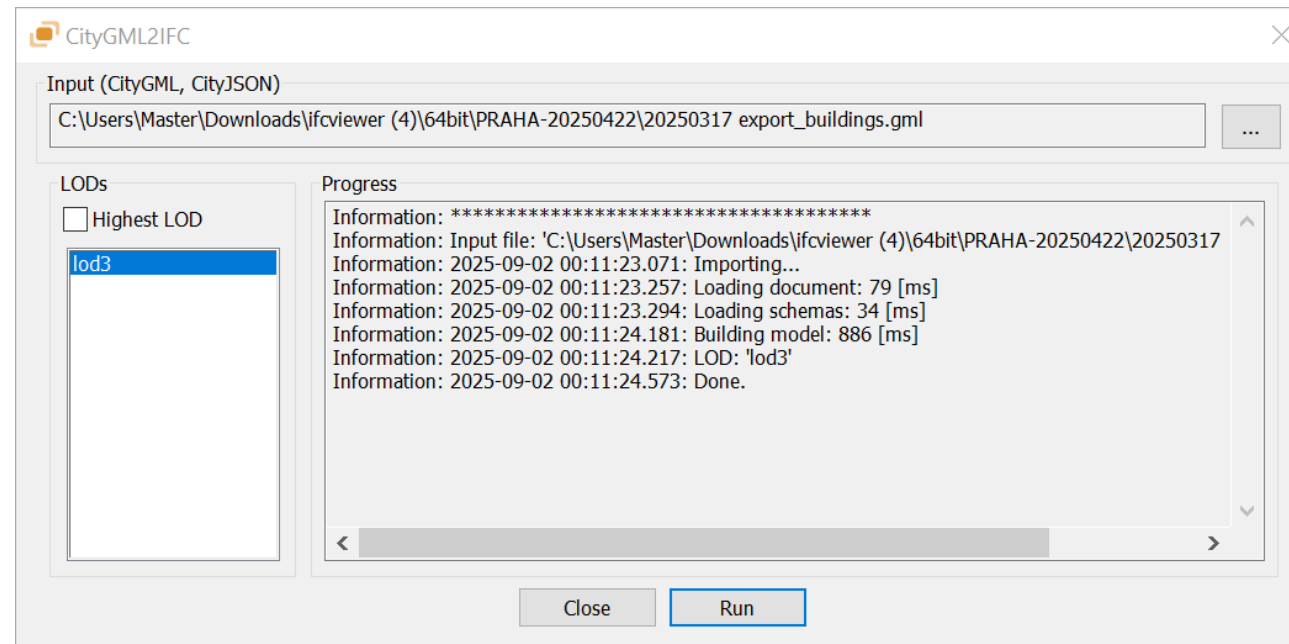 CityGML2IFC
Input (CityGML, CityJSON)
C:\Users\Master\Downloads\ifcviewer (4)\64bit\PRAHA-20250422\20250317 export_buildings.gml
...
LODs
Highest LOD
lod3
Progress
Information: **************************************
Information: Input file: 'C:\Users\Master\Downloads\ifcviewer (4)\64bit\PRAHA-20250422\20250317
Information: 2025-09-02 00:11:23.071: Importing...
Information: 2025-09-02 00:11:23.257: Loading document: 79 [ms]
Information: 2025-09-02 00:11:23.294: Loading schemas: 34 [ms]
Information: 2025-09-02 00:11:24.181: Building model: 886 [ms]
Information: 2025-09-02 00:11:24.217: LOD: 'lod3'
Information: 2025-09-02 00:11:24.573: Done.
Close
Run